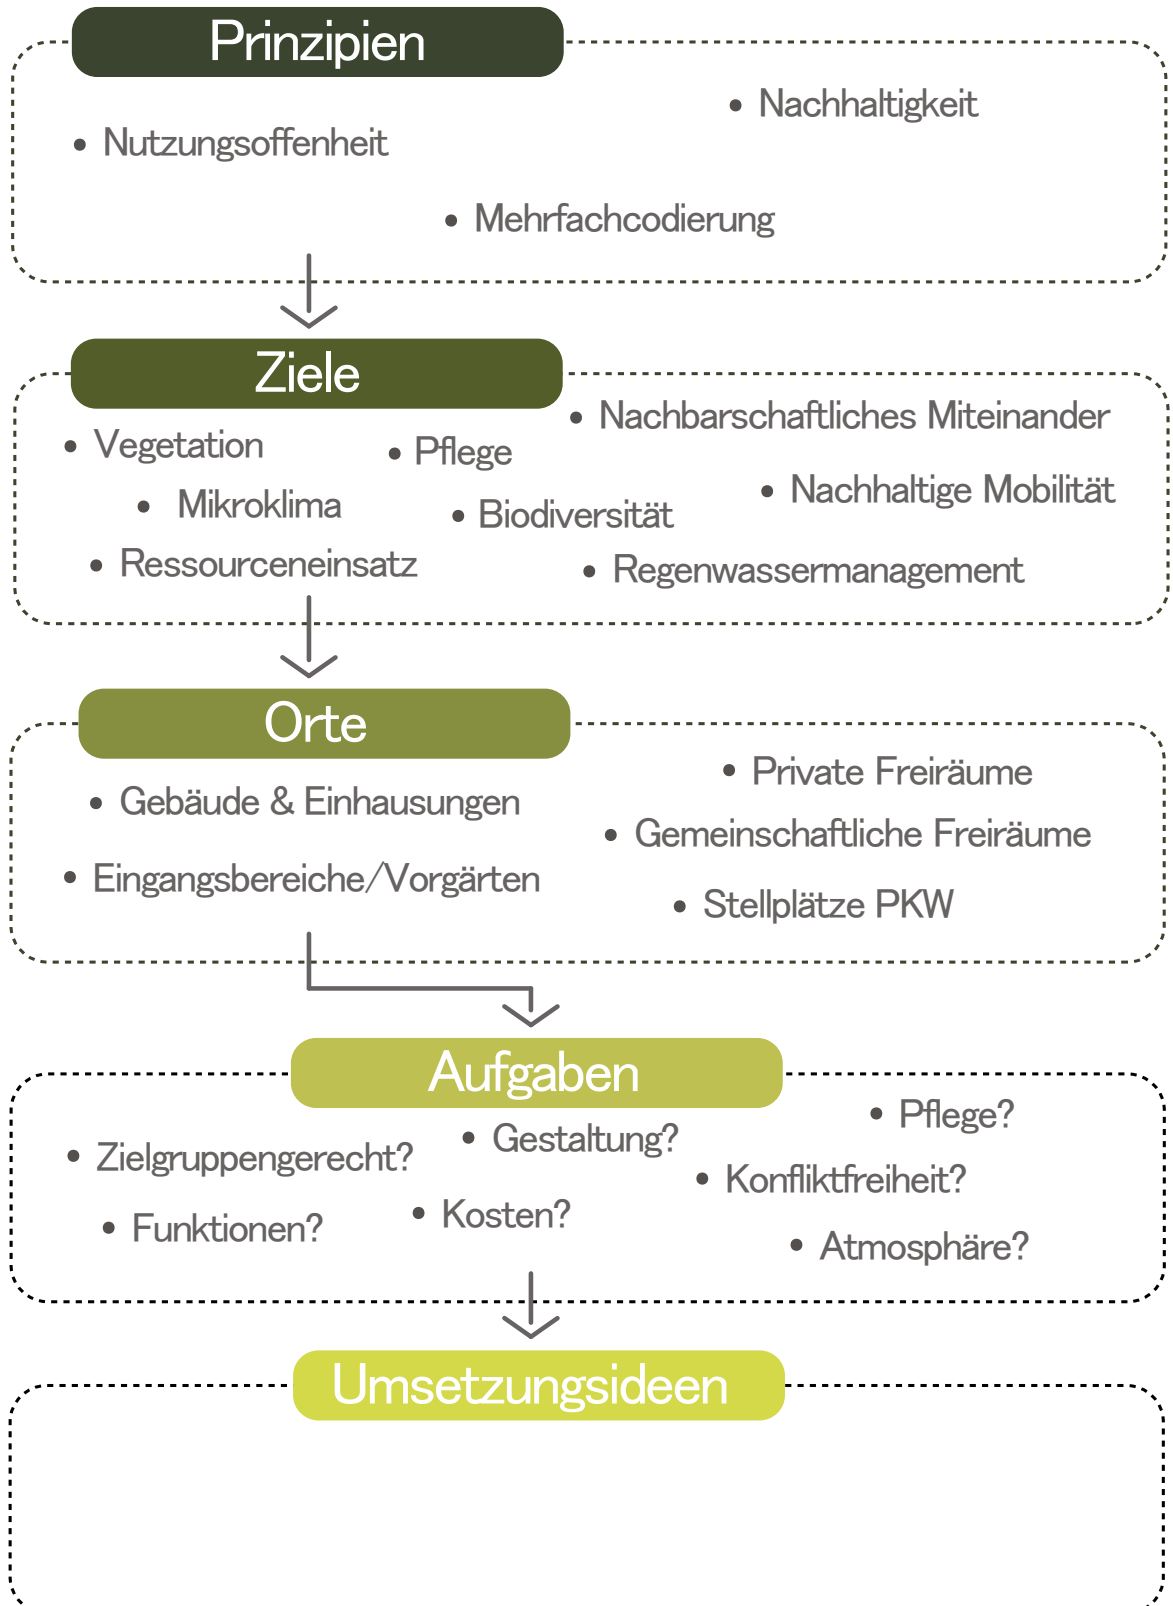 Prinzipien
• Nachhaltigkeit
• Nutzungsoffenheit
• Mehrfachcodierung
Ziele
• Nachbarschaftliches Miteinander
• Vegetation
• Pflege
• Nachhaltige Mobilität
• Mikroklima
• Biodiversität
• Ressourceneinsatz
• Regenwassermanagement
Orte
• Private Freiräume
• Gebäude & Einhausungen
• Gemeinschaftliche Freiräume
• Eingangsbereiche/Vorgärten
• Stellplätze PKW
Aufgaben
• Pflege?
• Gestaltung?
• Zielgruppengerecht?
• Konfliktfreiheit?
• Kosten?
• Funktionen?
• Atmosphäre?
Umsetzungsideen